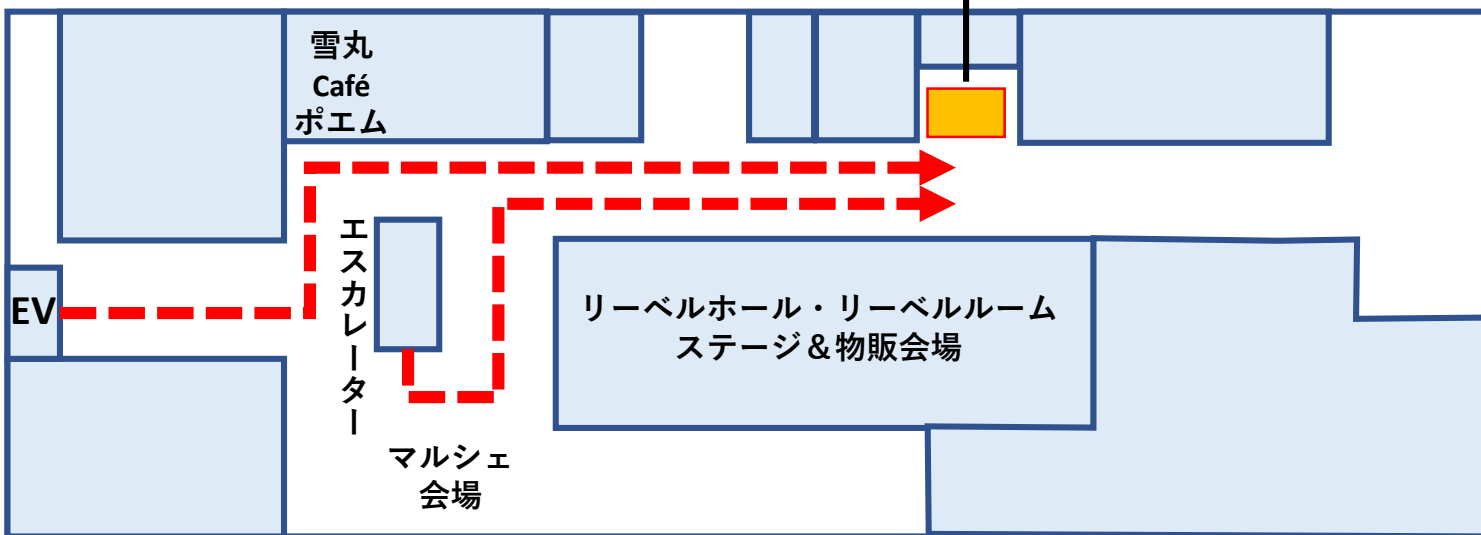 雪丸
Café
ポエム
EV
エスカレーター
リーベルホール・リーベルルーム
ステージ＆物販会場
マルシェ
会場